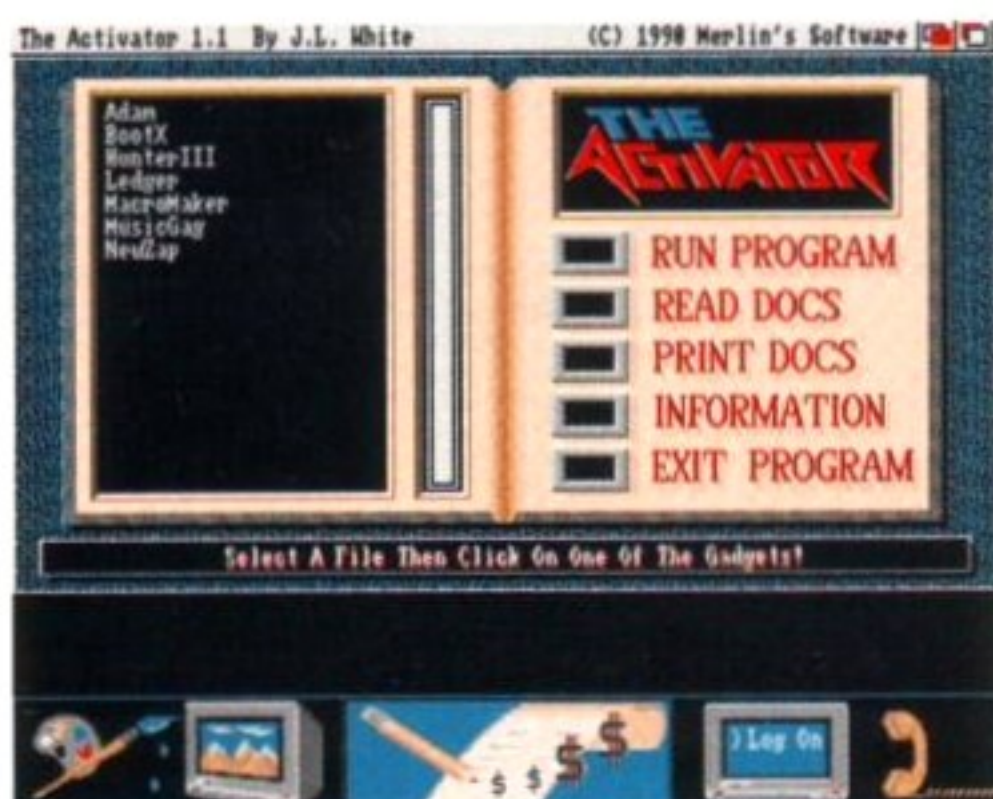 The Activator 1.1 By J.L. White
(C) 1990 Merlin's Software
Adam
BootX
HunterIII
Ledger
MacroMaker
MusicGag
NewZap
THE
ACTIVATOR
RUN PROGRAM
READ DOCS
PRINT DOCS
INFORMATION
EXIT PROGRAM
Select A File Then Click On One Of The Gadgets!
$ $ $ $
) Log On